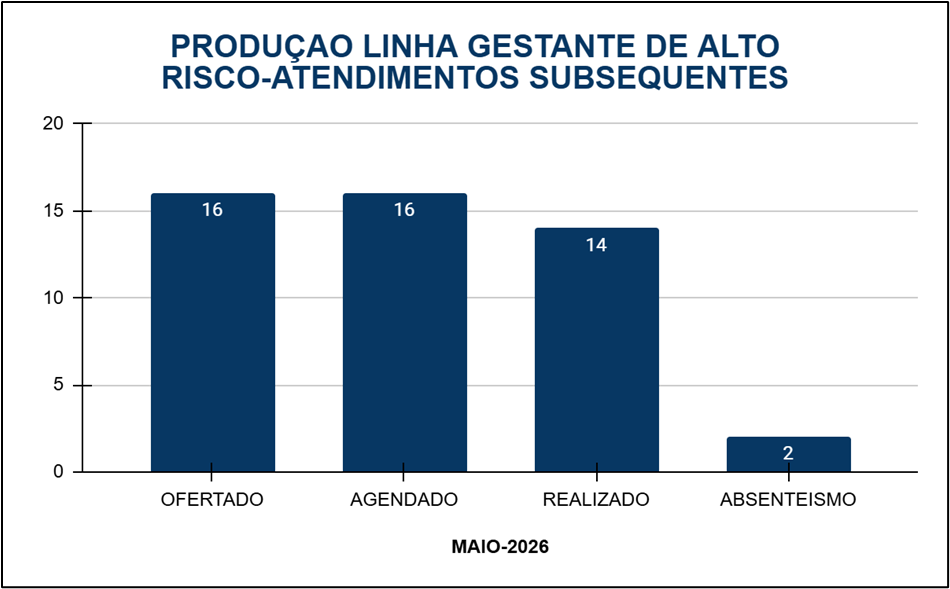 PRODUÇAO LINHA GESTANTE DE ALTO
RISCO-ATENDIMENTOS SUBSEQUENTES
20
15
10
5
0
16
16
14
2
OFERTADO
AGENDADO
REALIZADO
ABSENTEISMO
MAIO-2026